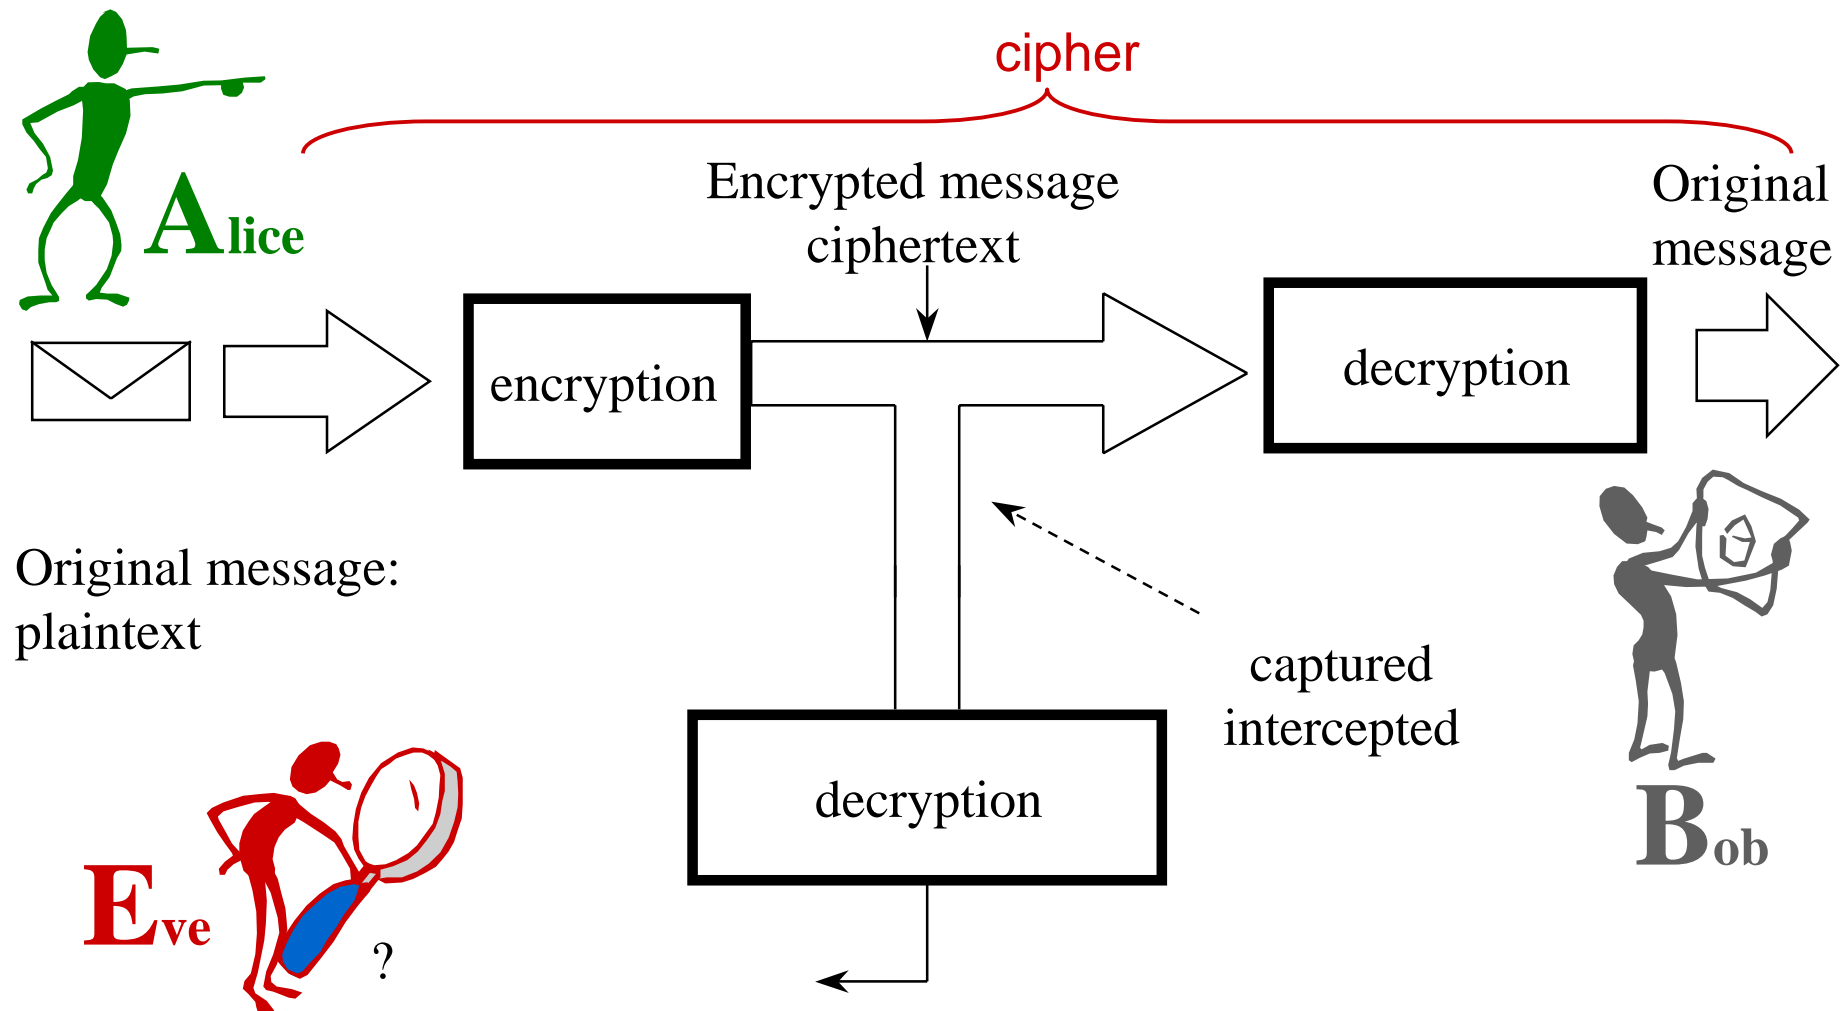 cipher
Encrypted message
ciphertext
Original
message
Alice
encryption
decryption
Original message:
plaintext
captured
intercepted
decryption
Bob
Eve
?